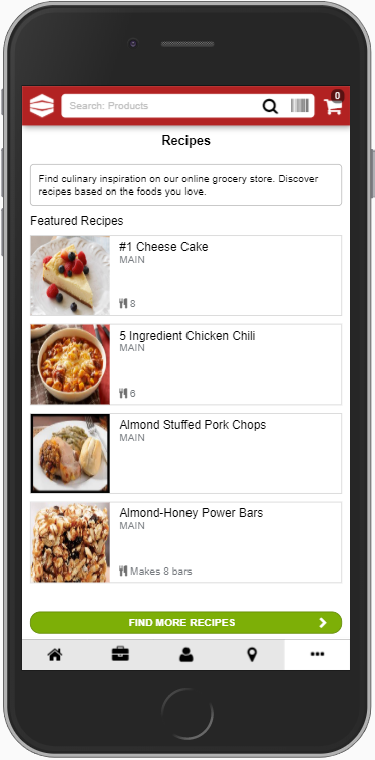 Search: Products
0
Recipes
Find culinary inspiration on our online grocery store. Discover
recipes based on the foods you love.
Featured Recipes
#1 Cheese Cake
MAIN
8
5 Ingredient Chicken Chili
MAIN
6
Almond Stuffed Pork Chops
MAIN
Almond-Honey Power Bars
MAIN
Makes 8 bars
FIND MORE RECIPES